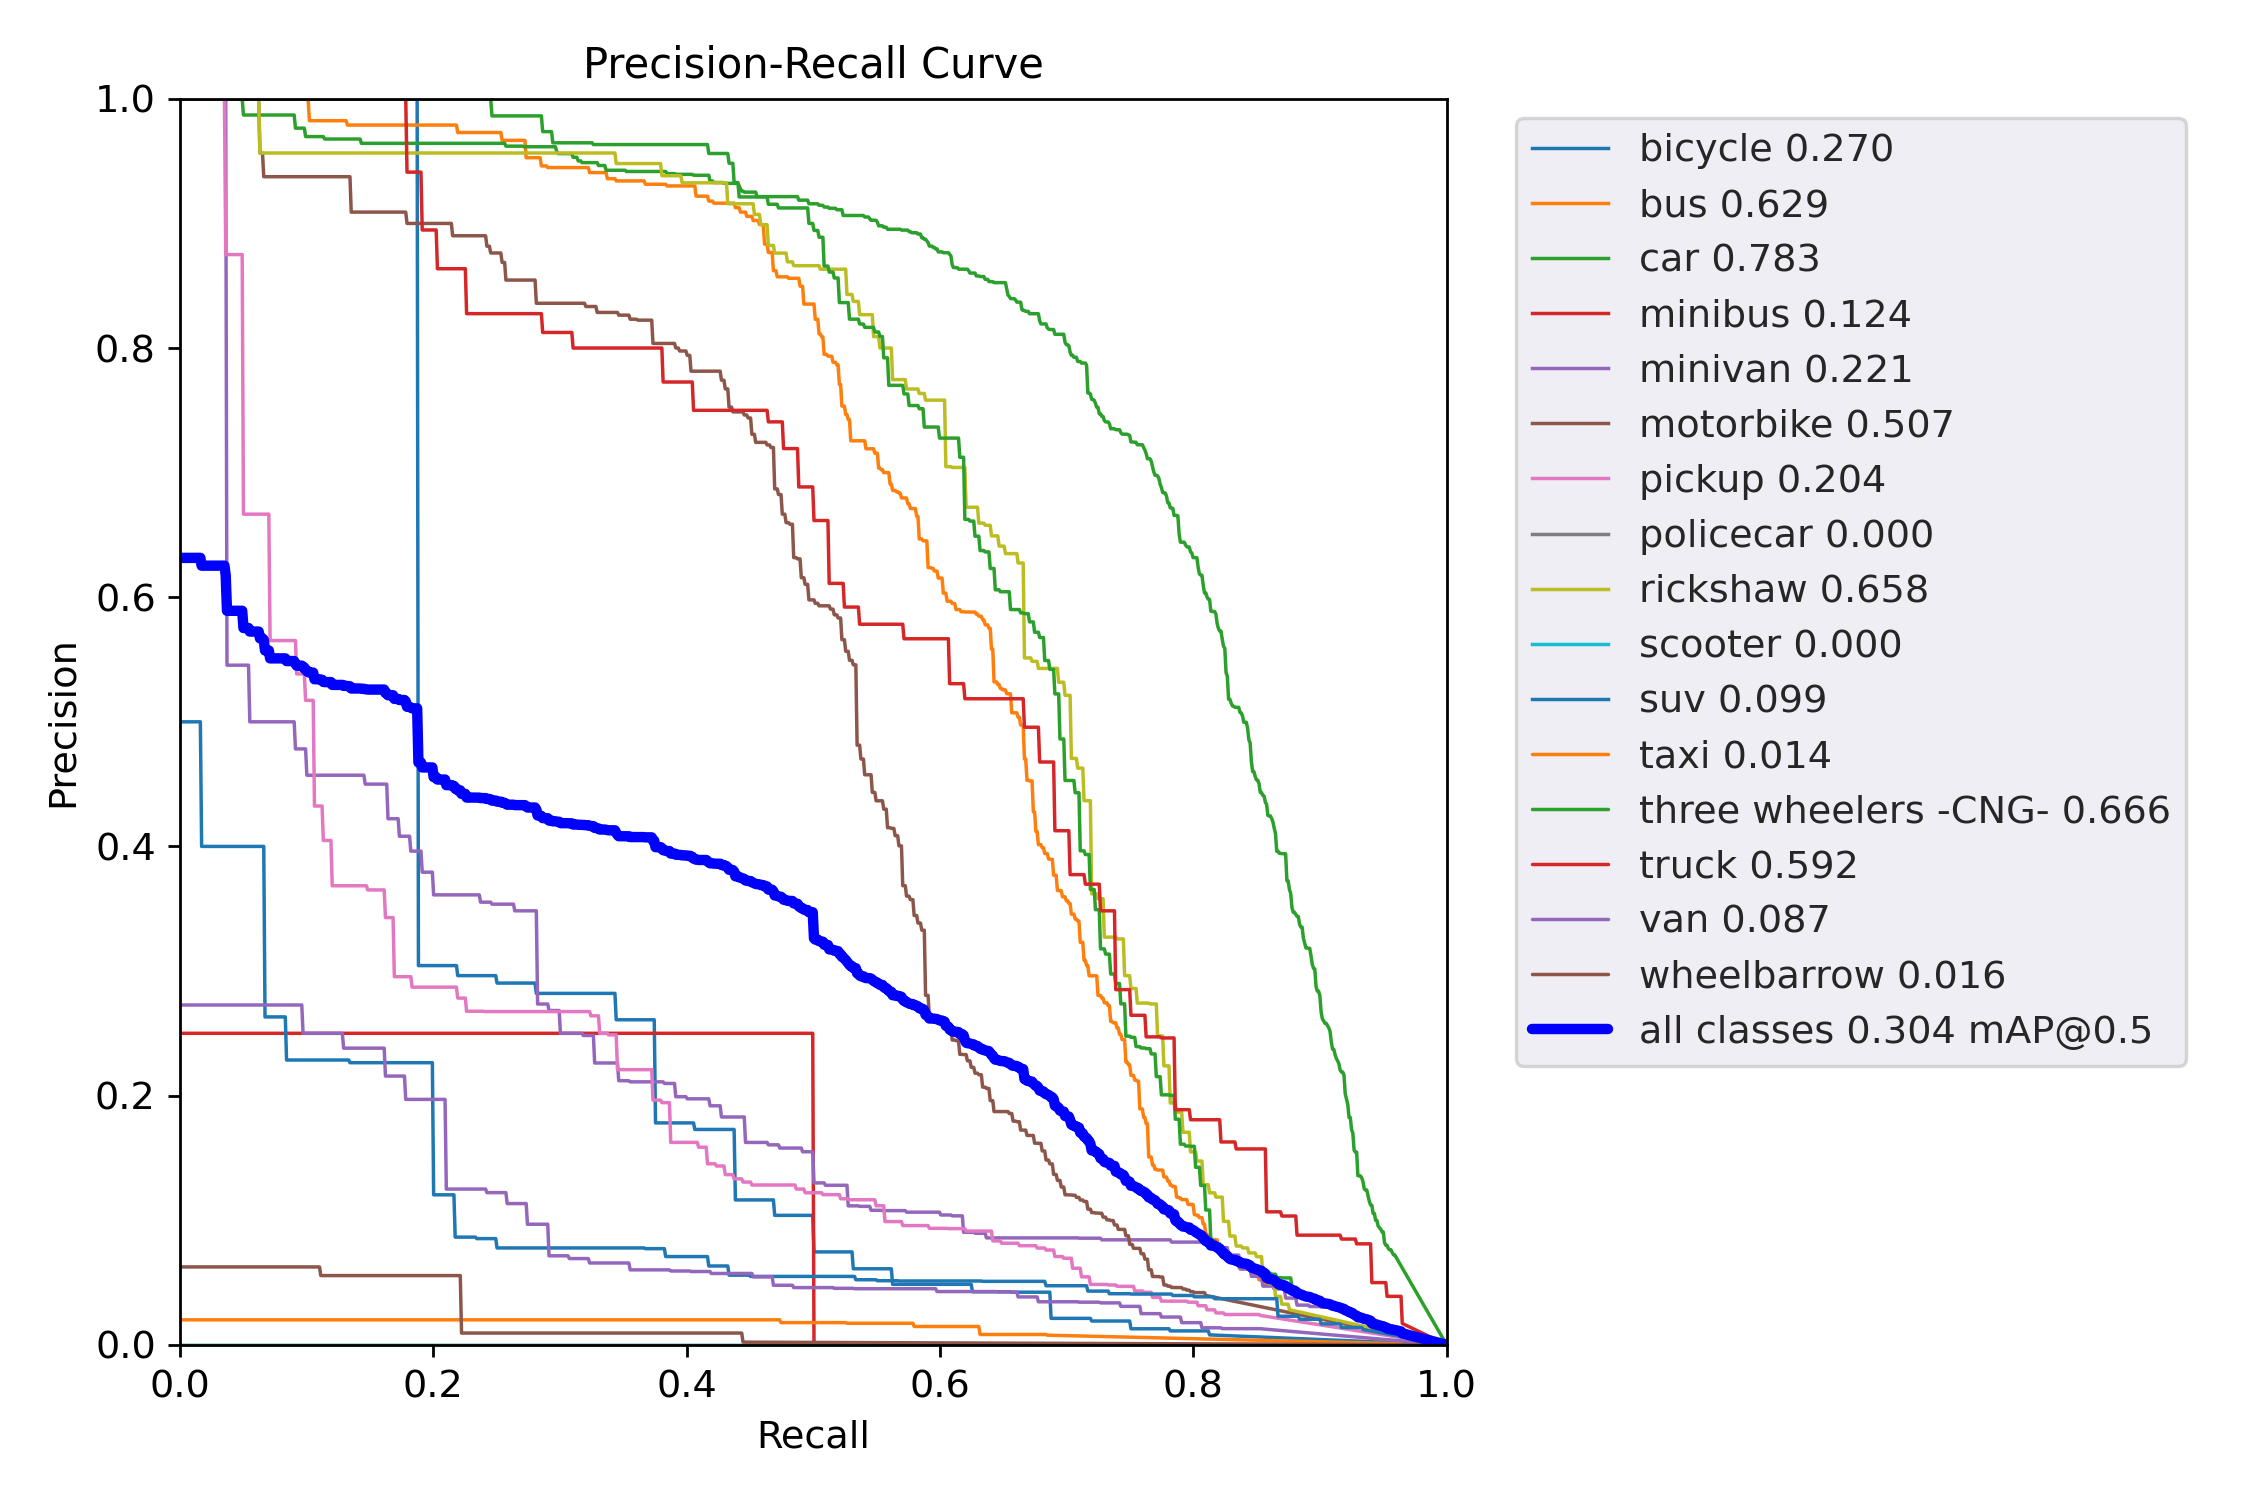 Precision-Recall Curve
1.0
0.8
0.6
0.4
0.2
0.0
Precision
0.0 0.2 0.4 0.6 0.8 1.0
Recall
bicycle 0.270
bus 0.629
car 0.783
minibus 0.124
minivan 0.221
motorbike 0.507
pickup 0.204
policecar 0.000
rickshaw 0.658
scooter 0.000
suv 0.099
taxi 0.014
three wheelers -CNG- 0.666
truck 0.592
van 0.087
wheelbarrow 0.016
all classes 0.304 mAP@0.5